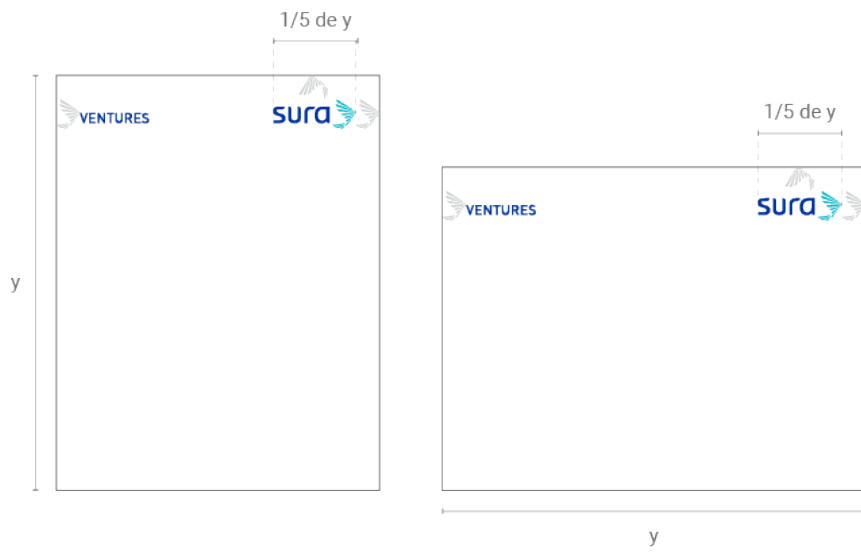 1/5 de y
VENTURES
sura
y
1/5 de y
VENTURES
sura
y